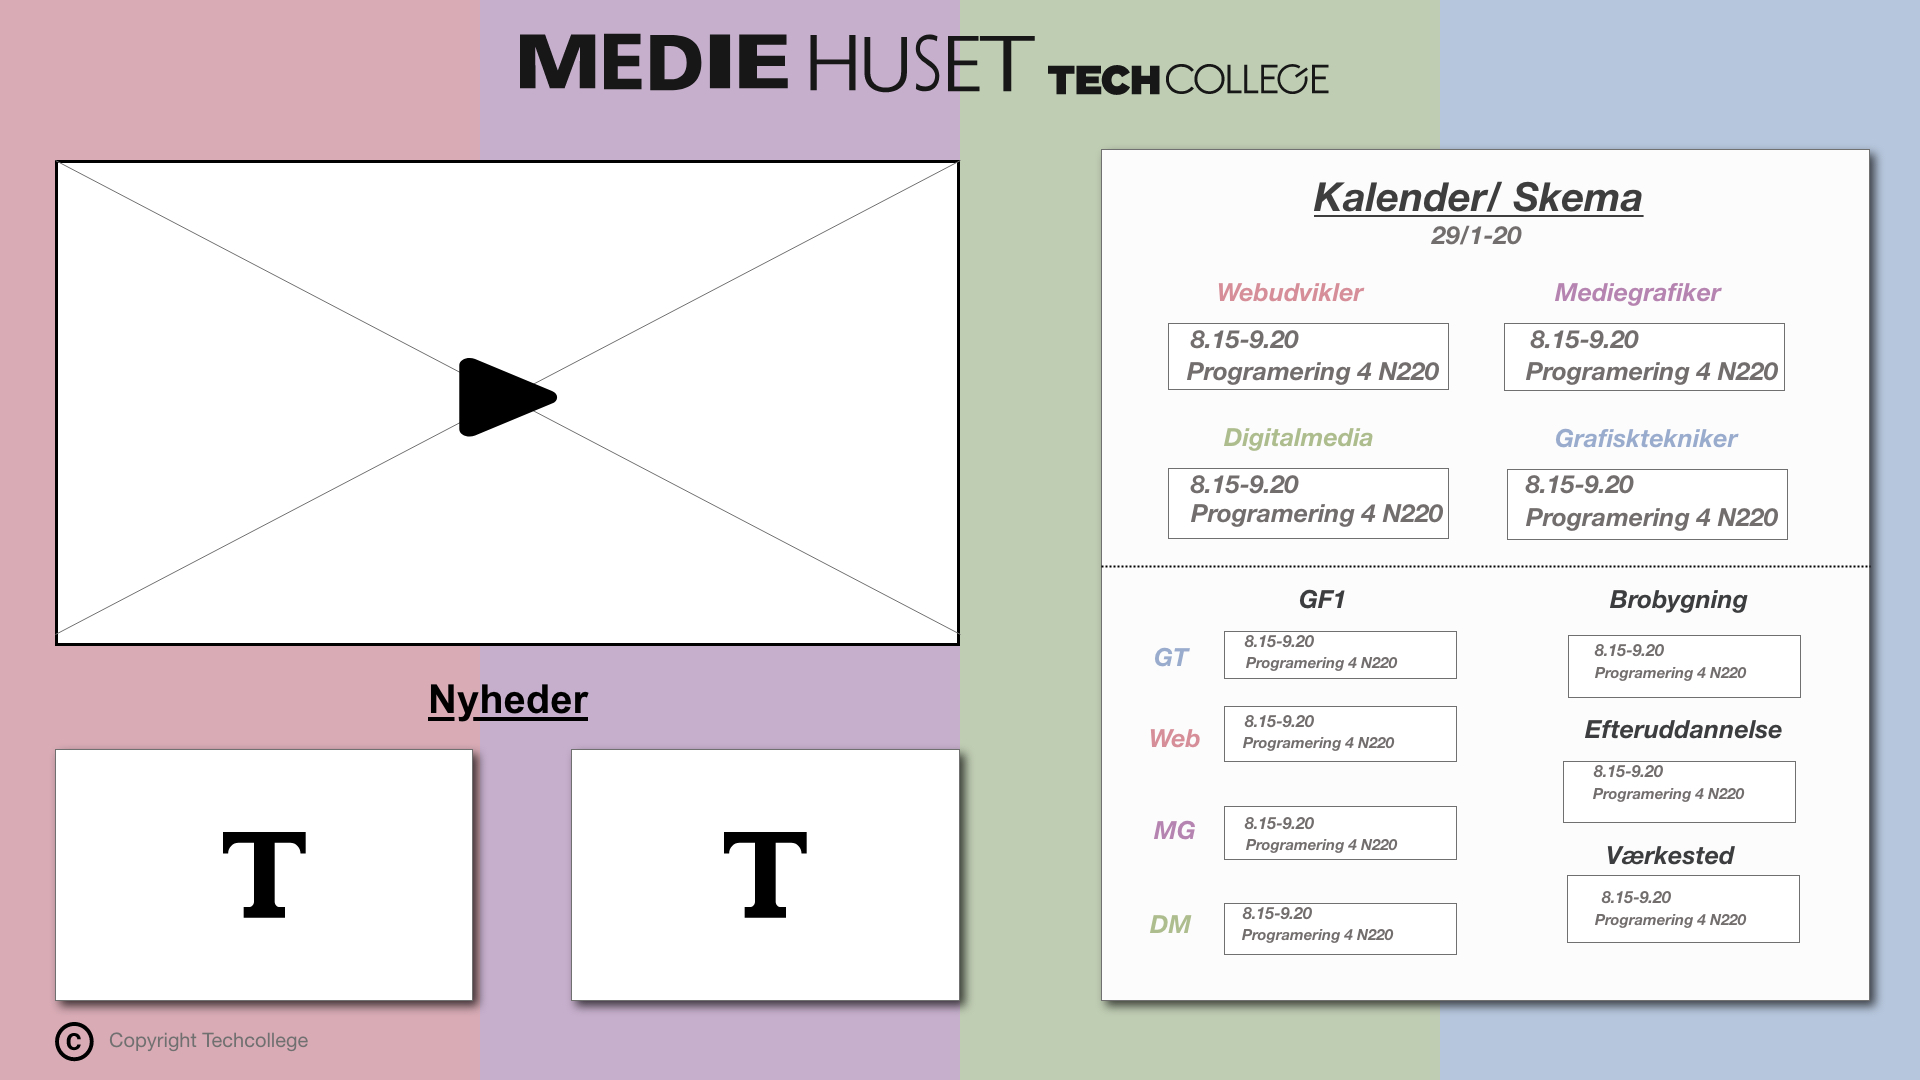 MEDIE HUSET TECHCOLLEGE
Kalender/ Skema
29/1-20
Webudvikler
8.15-9.20
Programering 4 N220
Mediegrafiker
8.15-9.20
Programering 4 N220
Digitalmedia
8.15-9.20
Programering 4 N220
Grafisktekniker
8.15-9.20
Programering 4 N220
GF1
GT
8.15-9.20
Programering 4 N220
Web
8.15-9.20
Programering 4 N220
MG
8.15-9.20
Programering 4 N220
DM
8.15-9.20
Programering 4 N220
Brobygning
8.15-9.20
Programering 4 N220
Efteruddannelse
8.15-9.20
Programering 4 N220
Værkested
8.15-9.20
Programering 4 N220
Nyheder
T
T
© Copyright Techcollege